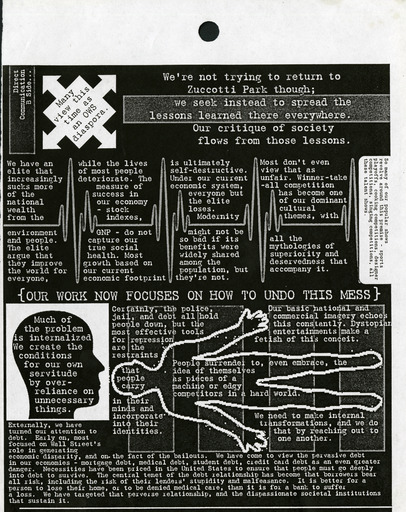 Direct
Communication
B Side...
Many
view this
time as
an OWS
diaspora.
We're not trying to return to
Zuccotti Park though;
we seek instead to spread the
lessons learned there everywhere.
Our critique of society
flows from those lessons.
We have an
elite that
increasingly
sucks more
of the
national
wealth
from the
environment
and people.
The elite
argue that
they improve
the world for
everyone,
while the lives
of most people
deteriorate. The
measure of
success in
our economy
- stock
indexes,
GNP - do not
capture our
true social
health. Most
growth based on
our current
economic footprint
is ultimately
self-destructive.
Under our current
economic system,
everyone but
the elite
loses.
Modernity
might not be
so bad if its
benefits were
widely shared
among the
population, but
they're not.
Most don't even
view that as
unfair. Winner-take
-all competition
has become one
of our dominant
cultural
themes, with
all the
mythologies of
superiority and
deservedness that
accompany it.
So many of our popular shows
revolve around this premise - sports
{OUR WORK NOW FOCUSES ON HOW TO UNDO THIS MESS}
Much of
the problem
is internalized
We create the
conditions
for our own
servitude
by over-
reliance on
unnecessary
things.
Certainly, the police,
jail, and debt all hold
people down, but the
most effective tools
for repression
are the
restraints
that
people
carry
in their
minds and
incorporate
into their
identities.
Our basic national and
commercial imagery echoes
this constantly. Dystopian
entertainments make a
fetish of this conceit.
People surrender to, even embrace, the
idea of themselves
as pieces of a
machine or edgy
competitors in a hard world.
We need to make internal
transformations, and we do
that by reaching out to
one another.
Externally, we have
turned our attention to
debt. Early on, most
focused on Wall Street's
role in generating
economic disparity, and on the fact of the bailouts. We have come to view the pervasive debt
in our economies - mortgage debt, medical debt, student debt, credit card debt as an even greater
danger. Necessities have been priced in the United States to ensure that people must go deeply
into debt to survive. The central tenet of the debt relationship has become that borrowers bear
all risk, including the risk of their lenders' stupidity and malfeasance. It is better for a
person to lose their home, or to be denied medical care, than it is for a bank to suffer
a loss. We have targeted that perverse relationship, and the dispassionate societal institutions
that sustain it.